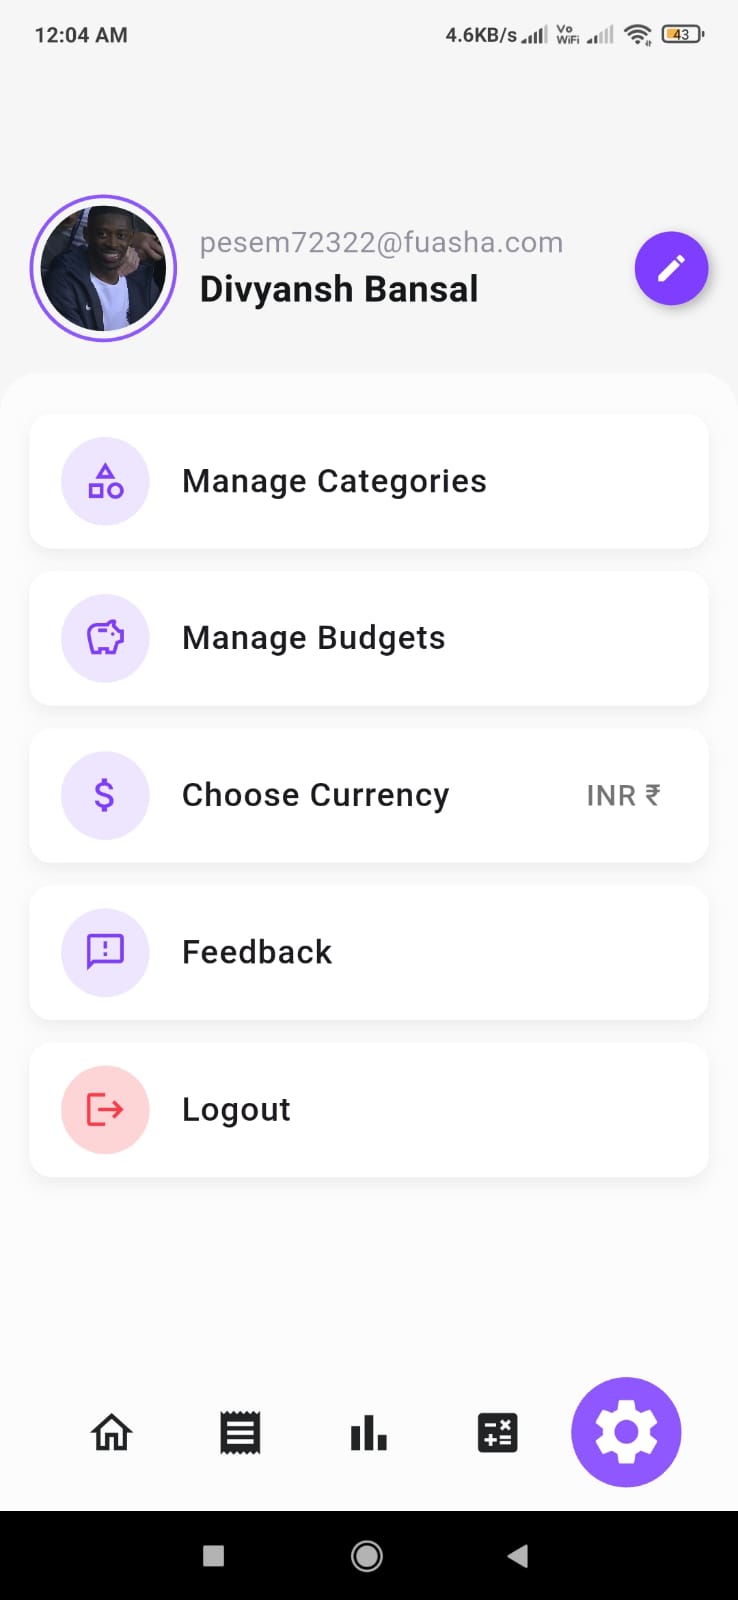 12:04 AM 4.6KB/s Vo WiFi 43
pesem72322@fuasha.com
Divyansh Bansal
Manage Categories
Manage Budgets
$ Choose Currency INR ₹
Feedback
Logout